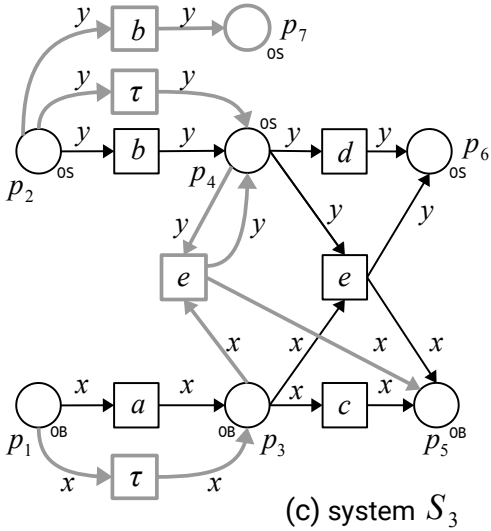 y b y p7
OS
y τ y
OS
y b y y d y
p2 OS p4 p6 OS
y y y y
e e
x x x x
x a x x c x
p1 OB OB p3 p5 OB
x τ x
(c) system S3